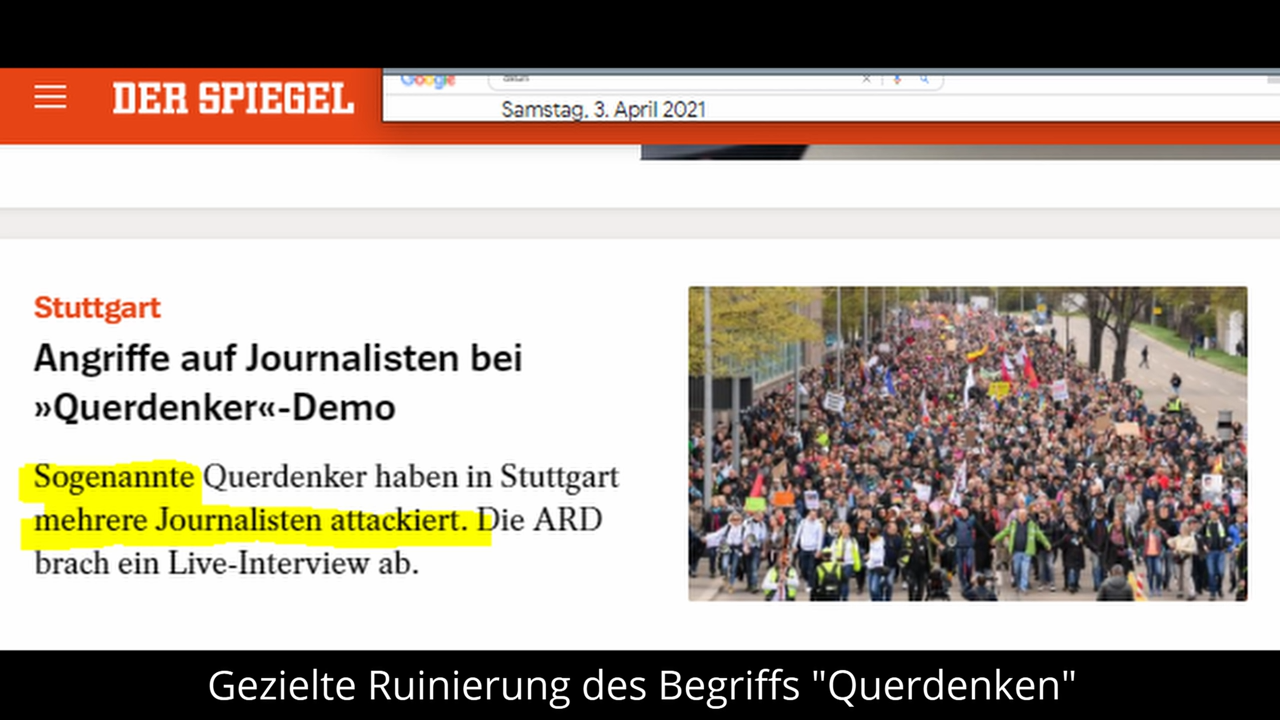 DER SPIEGEL
Google
datum
Samstag, 3. April 2021
Stuttgart
Angriffe auf Journalisten bei
»Querdenker«-Demo
Sogenannte Querdenker haben in Stuttgart
mehrere Journalisten attackiert. Die ARD
brach ein Live-Interview ab.
Gezielte Ruinierung des Begriffs "Querdenken"